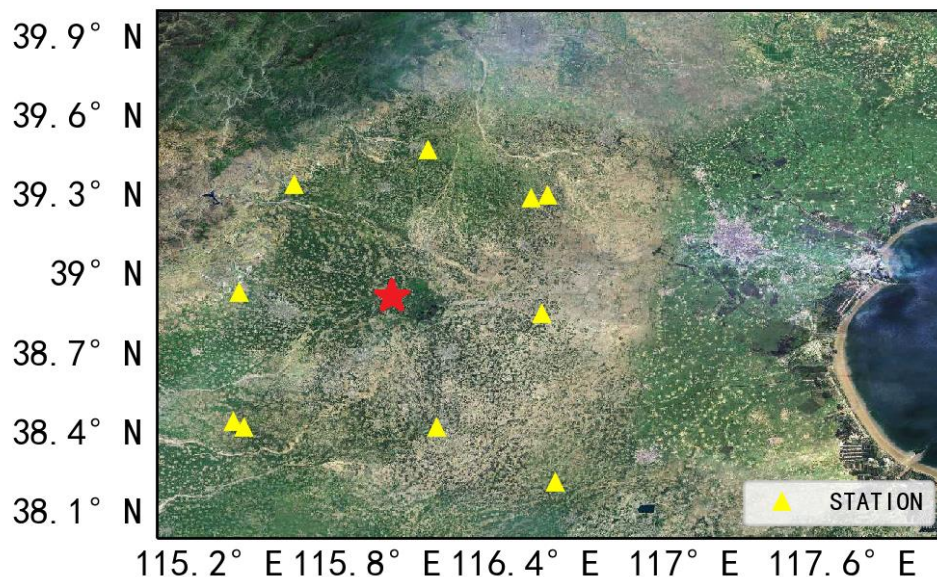 39.9° N
39.6° N
39.3° N
39° N
38.7° N
38.4° N
38.1° N
STATION
115.2° E 115.8° E 116.4° E 117° E 117.6° E